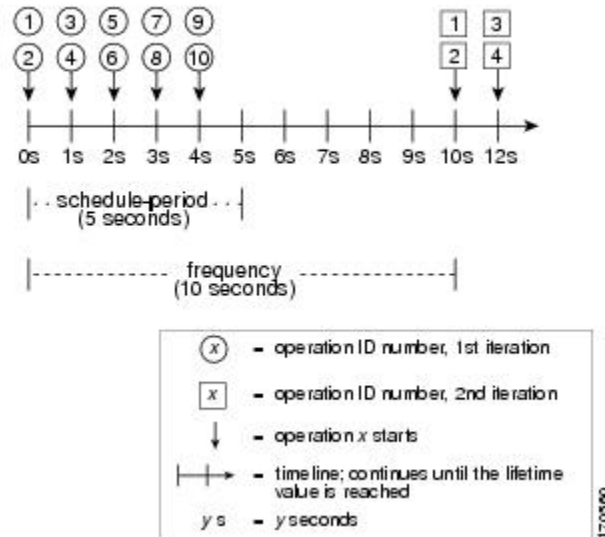 1 3 5 7 9 1 3
2 4 6 8 10 2 4
0s 1s 2s 3s 4s 5s 6s 7s 8s 9s 10s 12s
schedule-period
(5 seconds)
frequency
(10 seconds)
x = operation ID number, 1st iteration
x = operation ID number, 2nd iteration
= operation x starts
= timeline; continues until the lifetime
value is reached
y s = y seconds